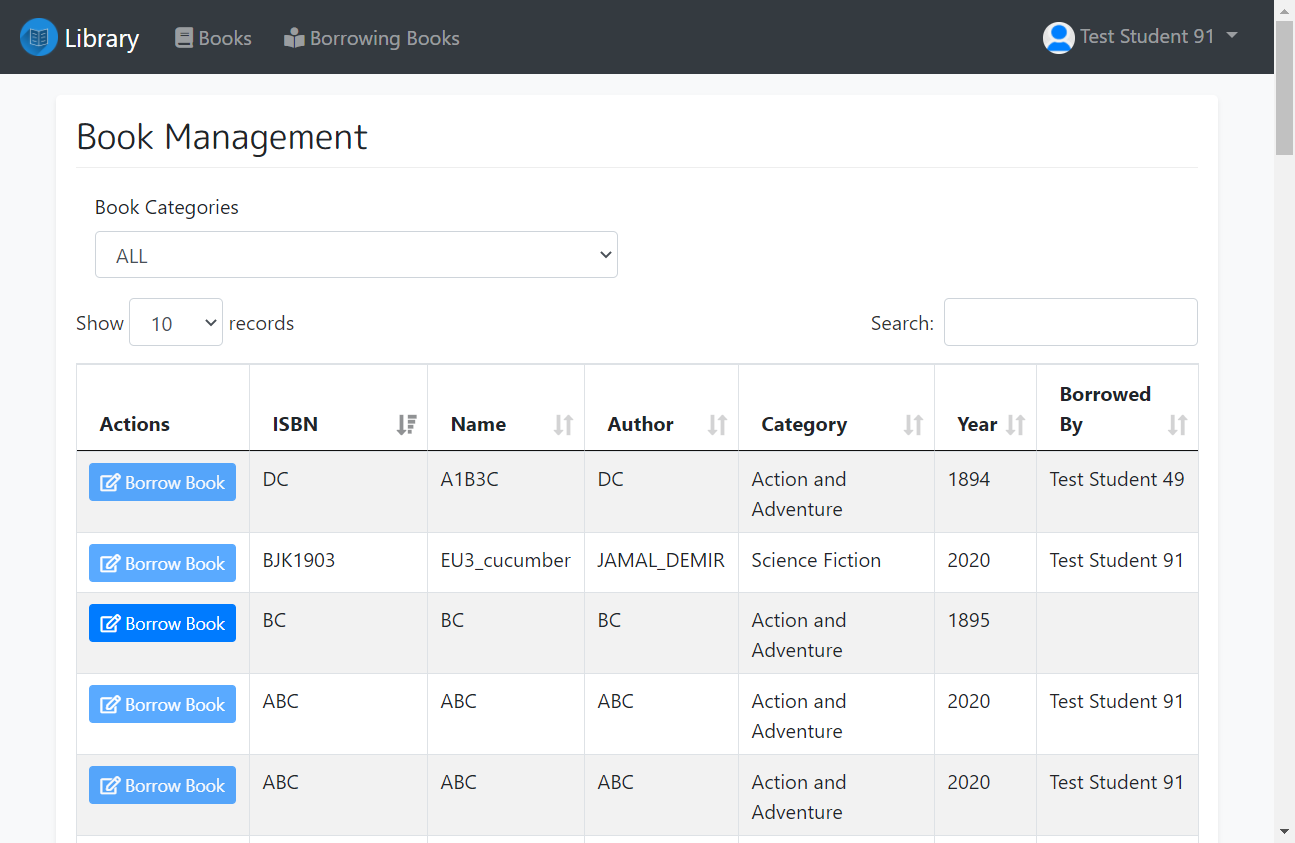 Library Books Borrowing Books Test Student 91
Book Management
Book Categories
ALL
Show 10 records Search:
Actions ISBN Name Author Category Year Borrowed By
Borrow Book DC A1B3C DC Action and Adventure 1894 Test Student 49
Borrow Book BJK1903 EU3_cucumber JAMAL_DEMIR Science Fiction 2020 Test Student 91
Borrow Book BC BC BC Action and Adventure 1895
Borrow Book ABC ABC ABC Action and Adventure 2020 Test Student 91
Borrow Book ABC ABC ABC Action and Adventure 2020 Test Student 91